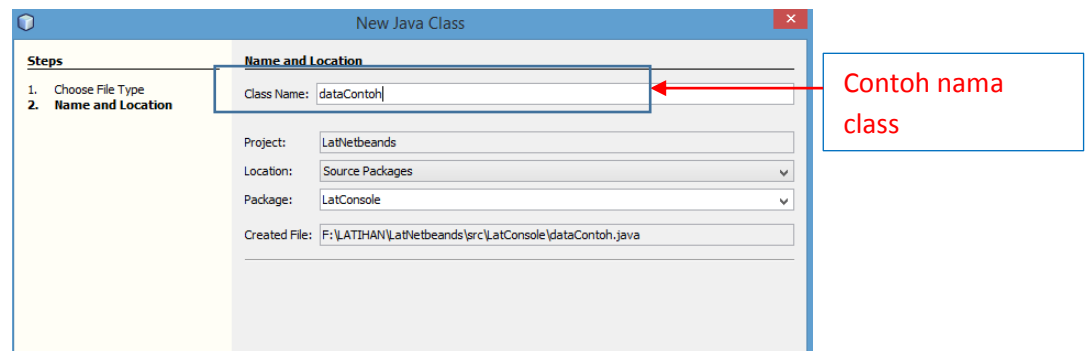 New Java Class
Steps
1. Choose File Type
2. Name and Location
Name and Location
Class Name: dataContoh
Project: LatNetbeands
Location: Source Packages
Package: LatConsole
Created File: F:\LATIHAN\LatNetbeands\src\LatConsole\dataContoh.java
Contoh nama
class